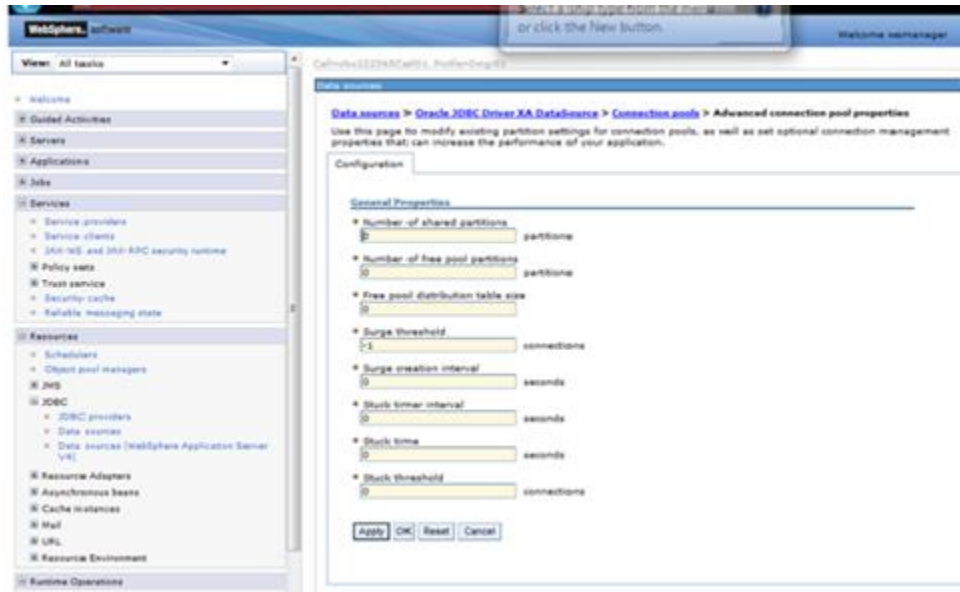 Select a step type from the menu
or click the New button.
WebSphere. software
Welcome
View: All tasks
Data sources
Welcome
Guided Activities
Servers
Applications
Jobs
Services
Service providers
Service clients
JAX-WS and JAX-RPC security runtime
Policy sets
Trust service
Security cache
Reliable messaging state
Resources
Schedulers
Object pool managers
JMS
JDBC
JDBC providers
Data sources
Data sources (WebSphere Application Server
V4)
Resource Adapters
Asynchronous beans
Cache instances
Mail
URL
Resource Environment
Runtime Operations
Data sources > Oracle JDBC Driver XA DataSource > Connection pools > Advanced connection pool properties
Use this page to modify existing partition settings for connection pools, as well as set optional connection management
properties that can increase the performance of your application.
Configuration
General Properties
* Number of shared partitions
0 partitions
* Number of free pool partitions
0 partitions
* Free pool distribution table size
0
* Surge threshold
-1 connections
* Surge creation interval
0 seconds
* Stuck timer interval
0 seconds
* Stuck time
0 seconds
* Stuck threshold
0 connections
Apply OK Reset Cancel